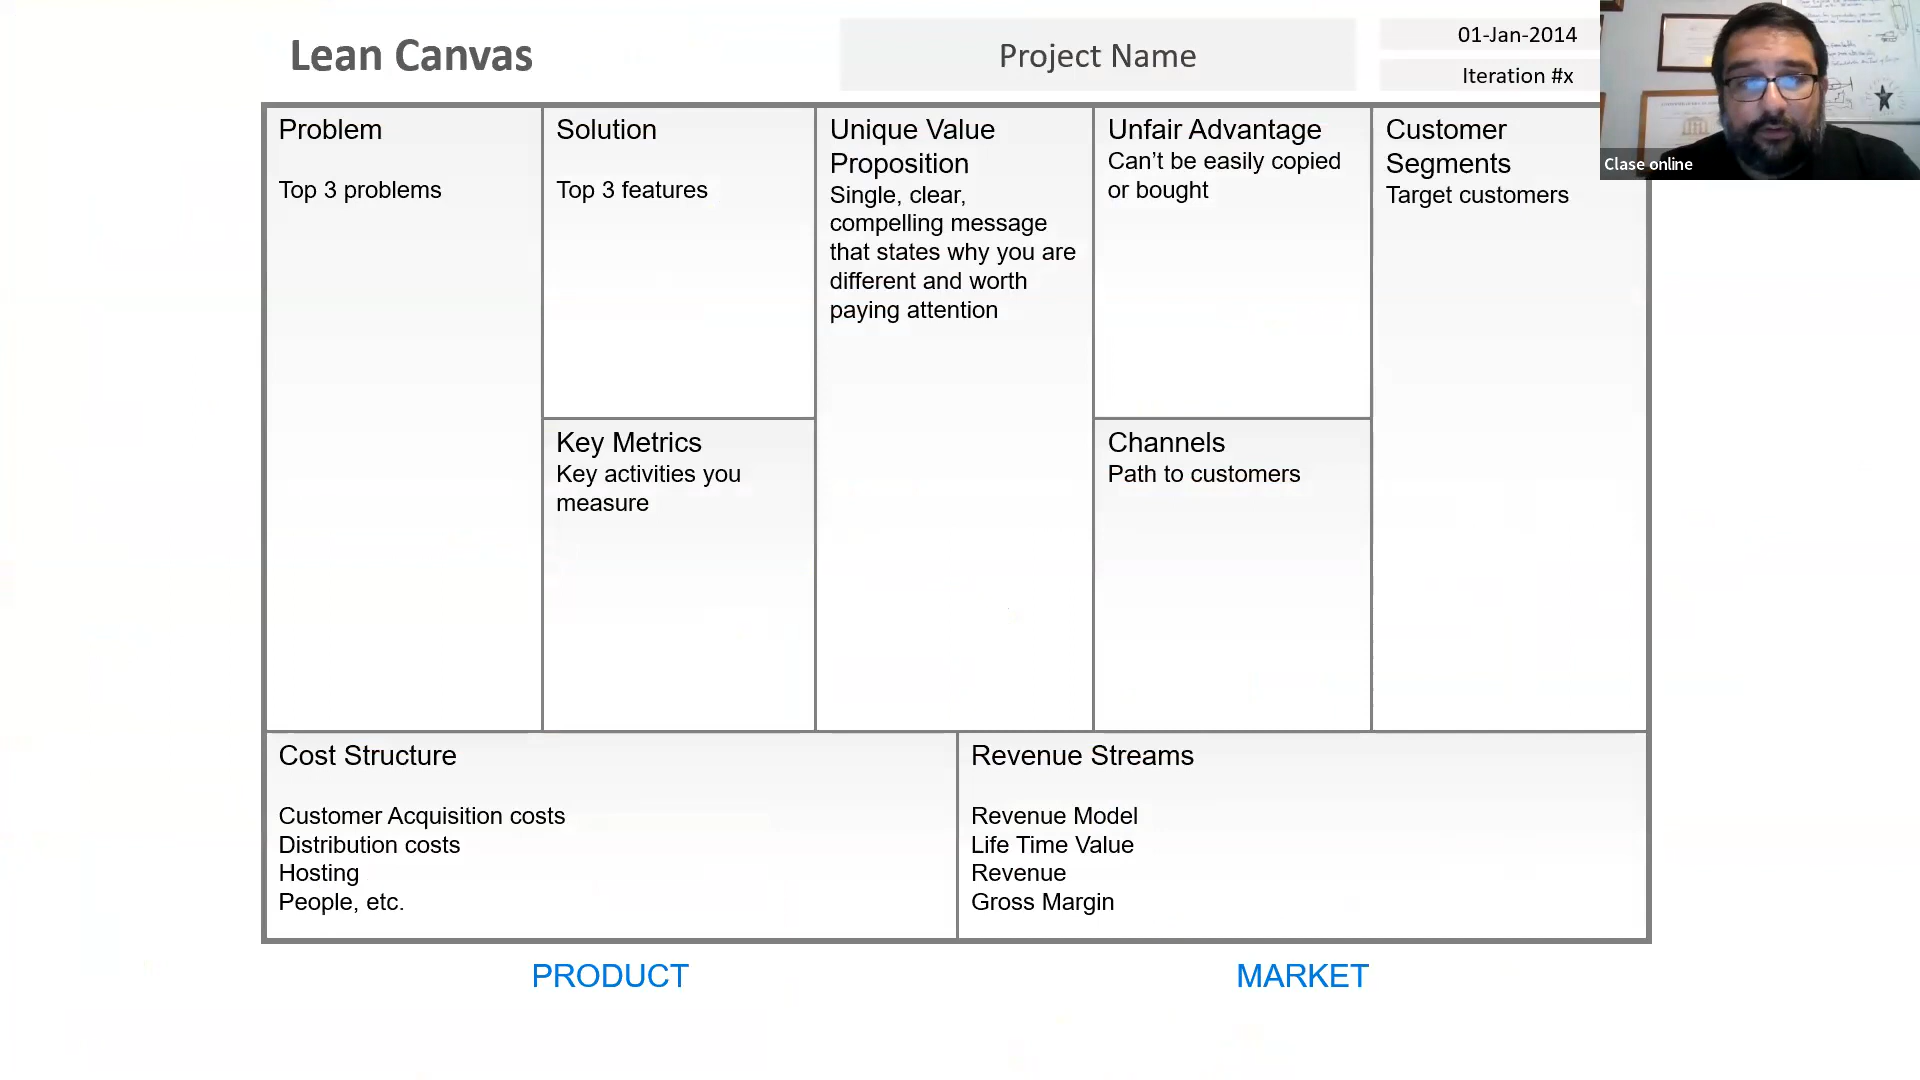 Lean Canvas
Project Name
01-Jan-2014
Iteration #x
Clase online
Problem
Top 3 problems
Solution
Top 3 features
Key Metrics
Key activities you
measure
Unique Value
Proposition
Single, clear,
compelling message
that states why you are
different and worth
paying attention
Unfair Advantage
Can’t be easily copied
or bought
Channels
Path to customers
Customer
Segments
Target customers
Cost Structure
Customer Acquisition costs
Distribution costs
Hosting
People, etc.
Revenue Streams
Revenue Model
Life Time Value
Revenue
Gross Margin
PRODUCT
MARKET